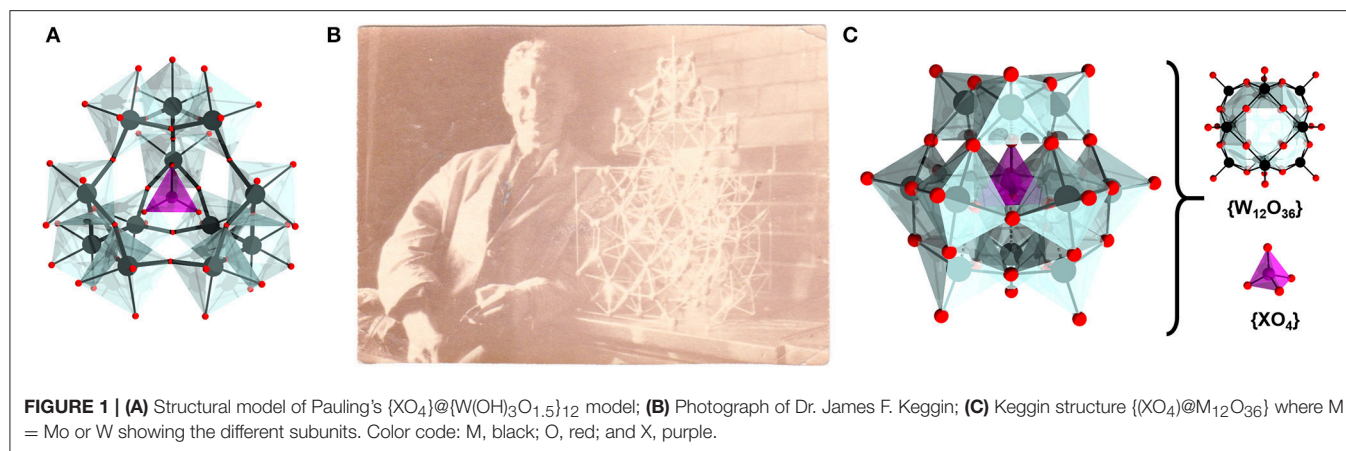 A
B
C
{W₁₂O₃₆}
{XO₄}
FIGURE 1 | (A) Structural model of Pauling's {XO₄}@{W(OH)₃O₁.₅}₁₂ model; (B) Photograph of Dr. James F. Keggin; (C) Keggin structure {(XO₄)@M₁₂O₃₆} where M
= Mo or W showing the different subunits. Color code: M, black; O, red; and X, purple.